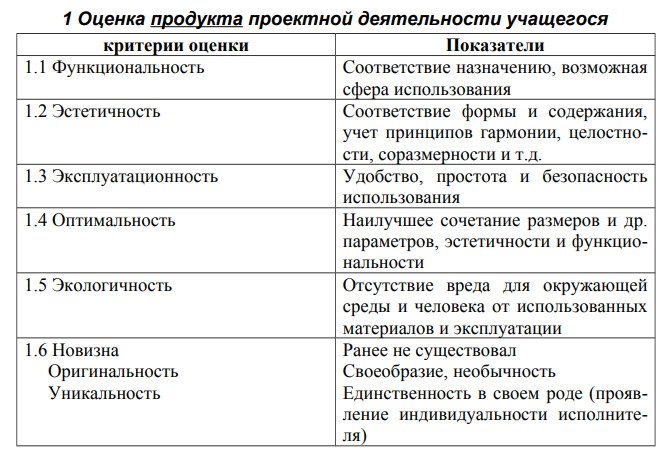 1 Оценка продукта проектной деятельности учащегося
критерии оценки
Показатели
1.1 Функциональность
Соответствие назначению, возможная
сфера использования
1.2 Эстетичность
Соответствие формы и содержания,
учет принципов гармонии, целостно-
сти, соразмерности и т.д.
1.3 Эксплуатационность
Удобство, простота и безопасность
использования
1.4 Оптимальность
Наилучшее сочетание размеров и др.
параметров, эстетичности и функцио-
нальности
1.5 Экологичность
Отсутствие вреда для окружающей
среды и человека от использованных
материалов и эксплуатации
1.6 Новизна
Оригинальность
Уникальность
Ранее не существовал
Своеобразие, необычность
Единственность в своем роде (прояв-
ление индивидуальности исполните-
ля)